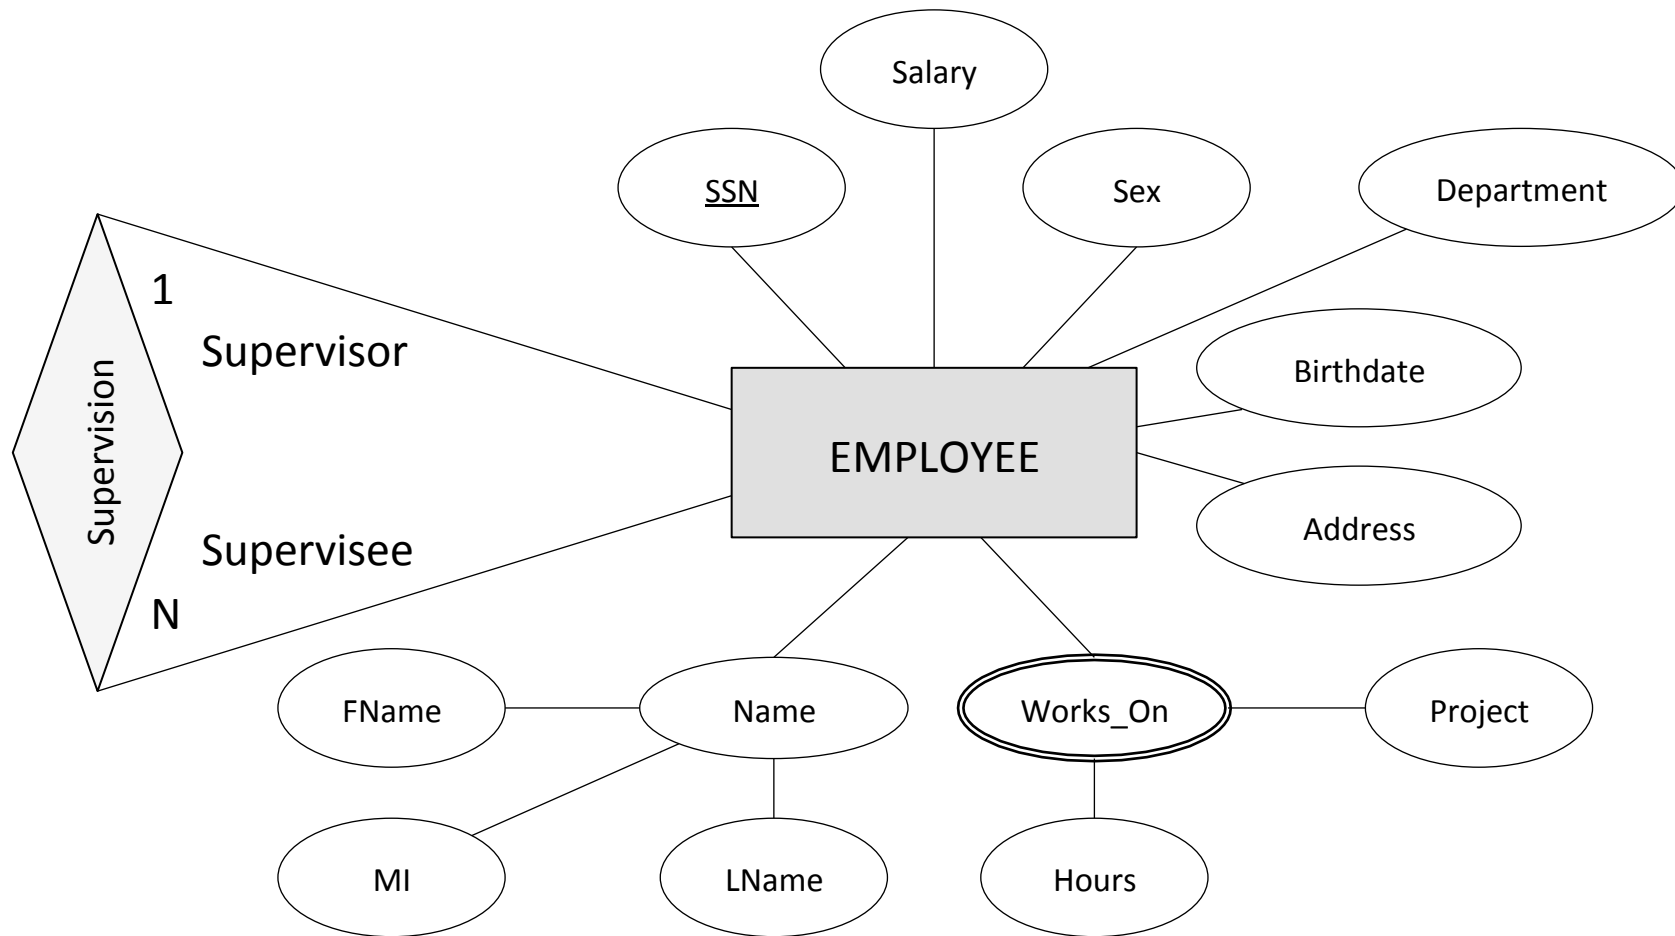 Salary
SSN
Sex
Department
1
Supervisor
Birthdate
Supervision
EMPLOYEE
Address
Supervisee
N
FName
Name
Works_On
Project
MI
LName
Hours